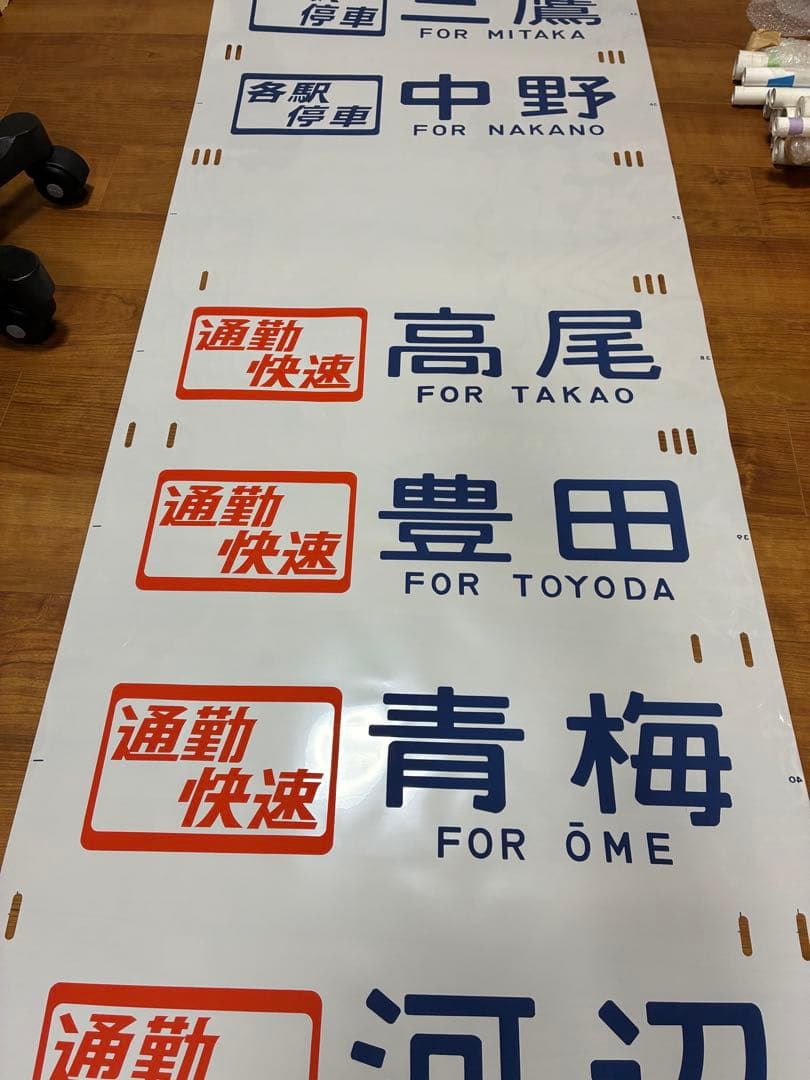 停車
三鷹
FOR MITAKA
各駅
停車
中野
FOR NAKANO
通勤
快速
高尾
FOR TAKAO
38
通勤
快速
豊田
FOR TOYODA
通勤
快速
青梅
FOR ŌME
40
通勤
河辺